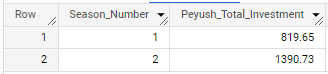 Row Season_Number Peyush_Total_Investment
1 1 819.65
2 2 1390.73